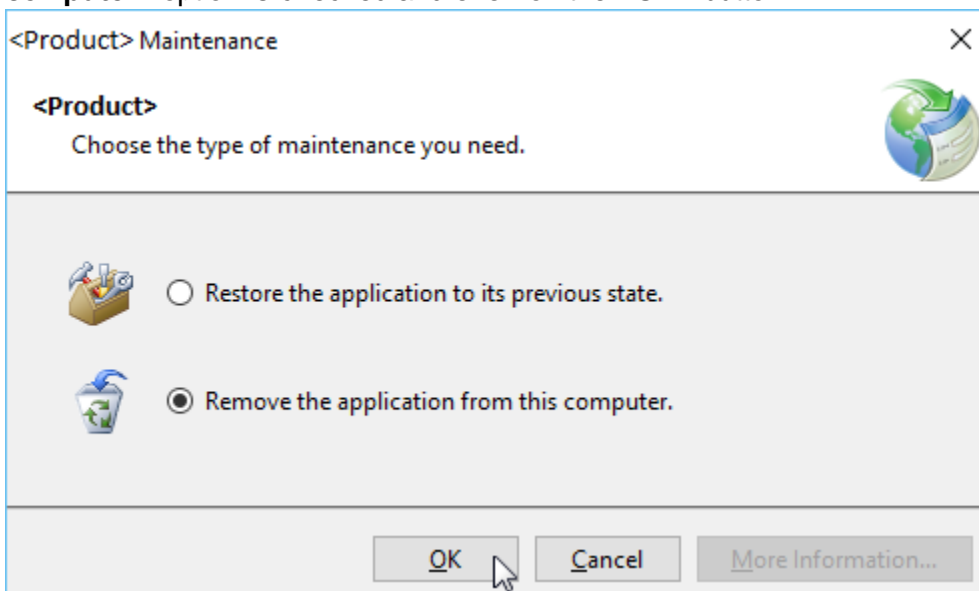 <Product> Maintenance
<Product>
Choose the type of maintenance you need.
Restore the application to its previous state.
Remove the application from this computer.
OK Cancel More Information...